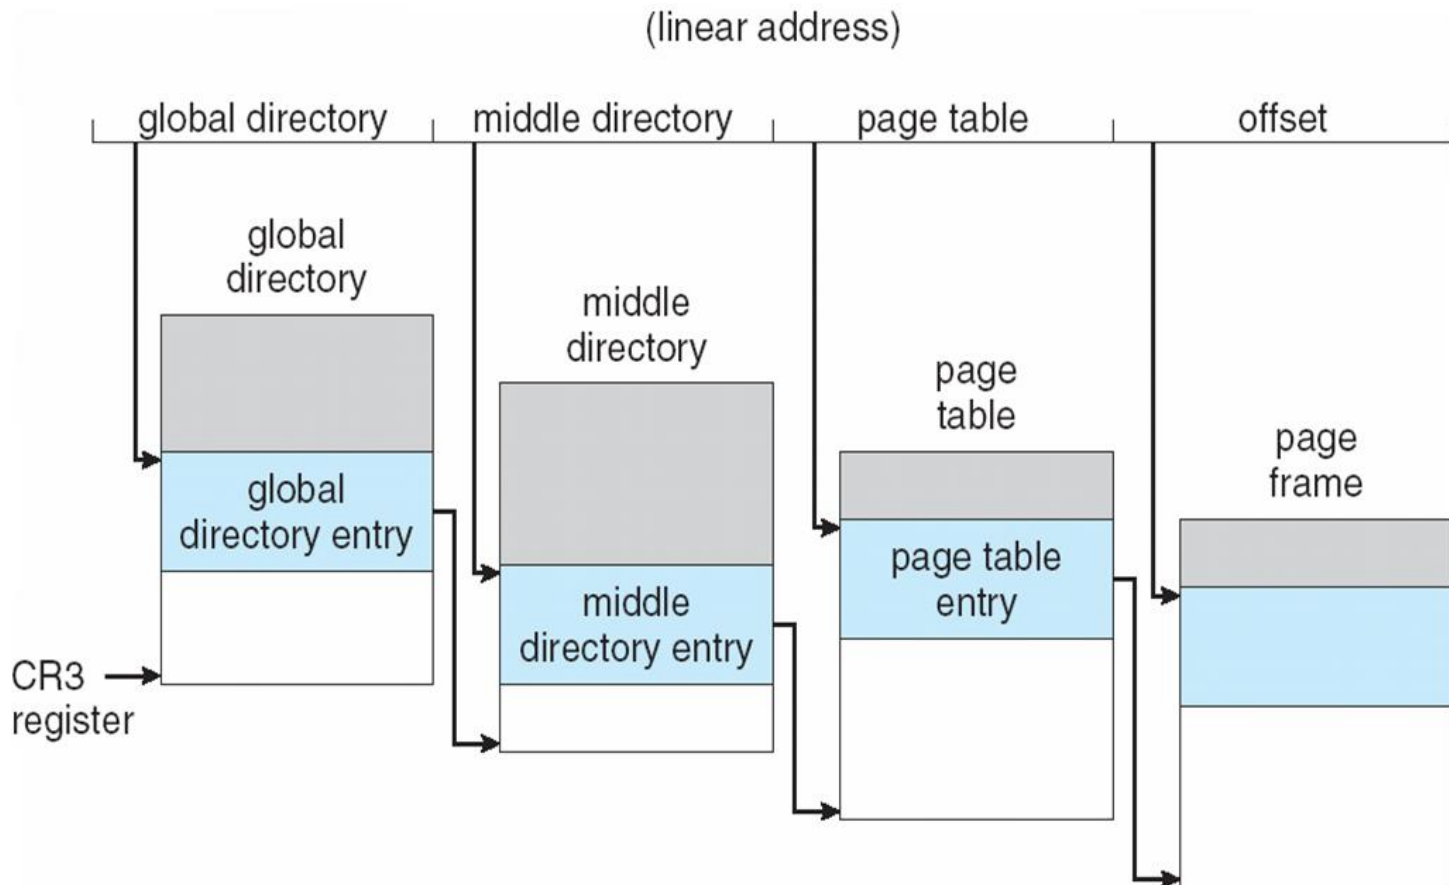 (linear address)
global directory
middle directory
page table
offset
global
directory
middle
directory
page
table
page
frame
global
directory entry
page table
entry
middle
directory entry
CR3
register